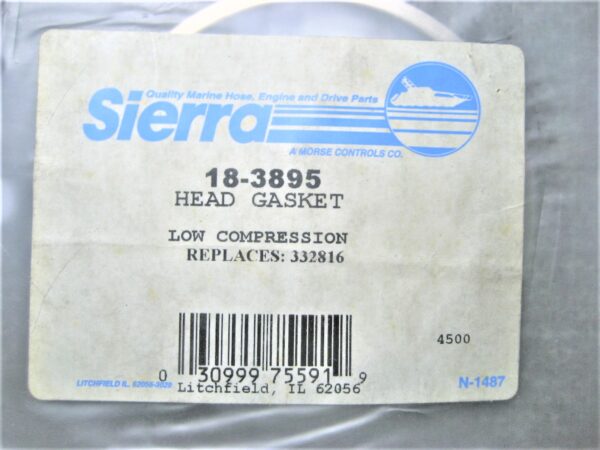 Quality Marine Hose, Engine and Drive Parts
Sierra
A MORSE CONTROLS CO.
18-3895
HEAD GASKET
LOW COMPRESSION
REPLACES: 332816
4500
0 30999 75591 9
LITCHFIELD IL. 62056-3029
Litchfield, IL 62056
N-1487